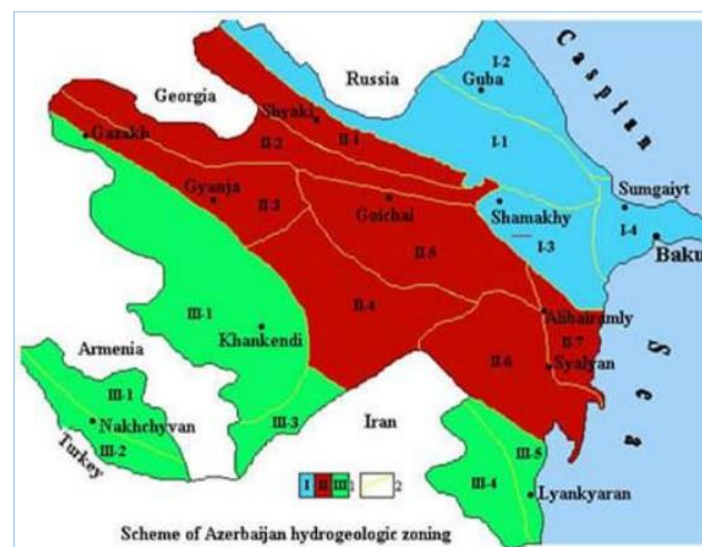 I-2
Guba
Caspian
Russia
Georgia
Shyaki
II-1
I-1
Gazakh
II-2
Sumgaiyt
Gyanja
II-3
Goichai
Shamakhy
I-4
I-3
Baku
II-5
III-1
II-4
Alibairamly
Khankendi
II-7
Armenia
II-6
Syalyan
Sea
III-1
Nakhchyvan
III-2
Turkey
III-3
Iran
III-5
III-4
I II III 1 2
Lyankyaran
Scheme of Azerbaijan hydrogeologic zoning